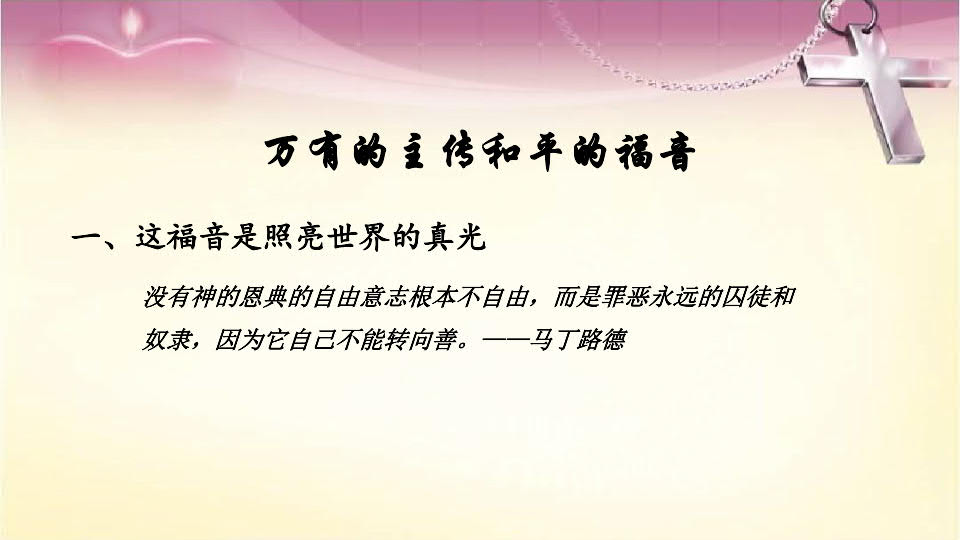 万有的主传和平的福音
一、这福音是照亮世界的真光
没有神的恩典的自由意志根本不自由，而是罪恶永远的囚徒和
奴隶，因为它自己不能转向善。——马丁路德